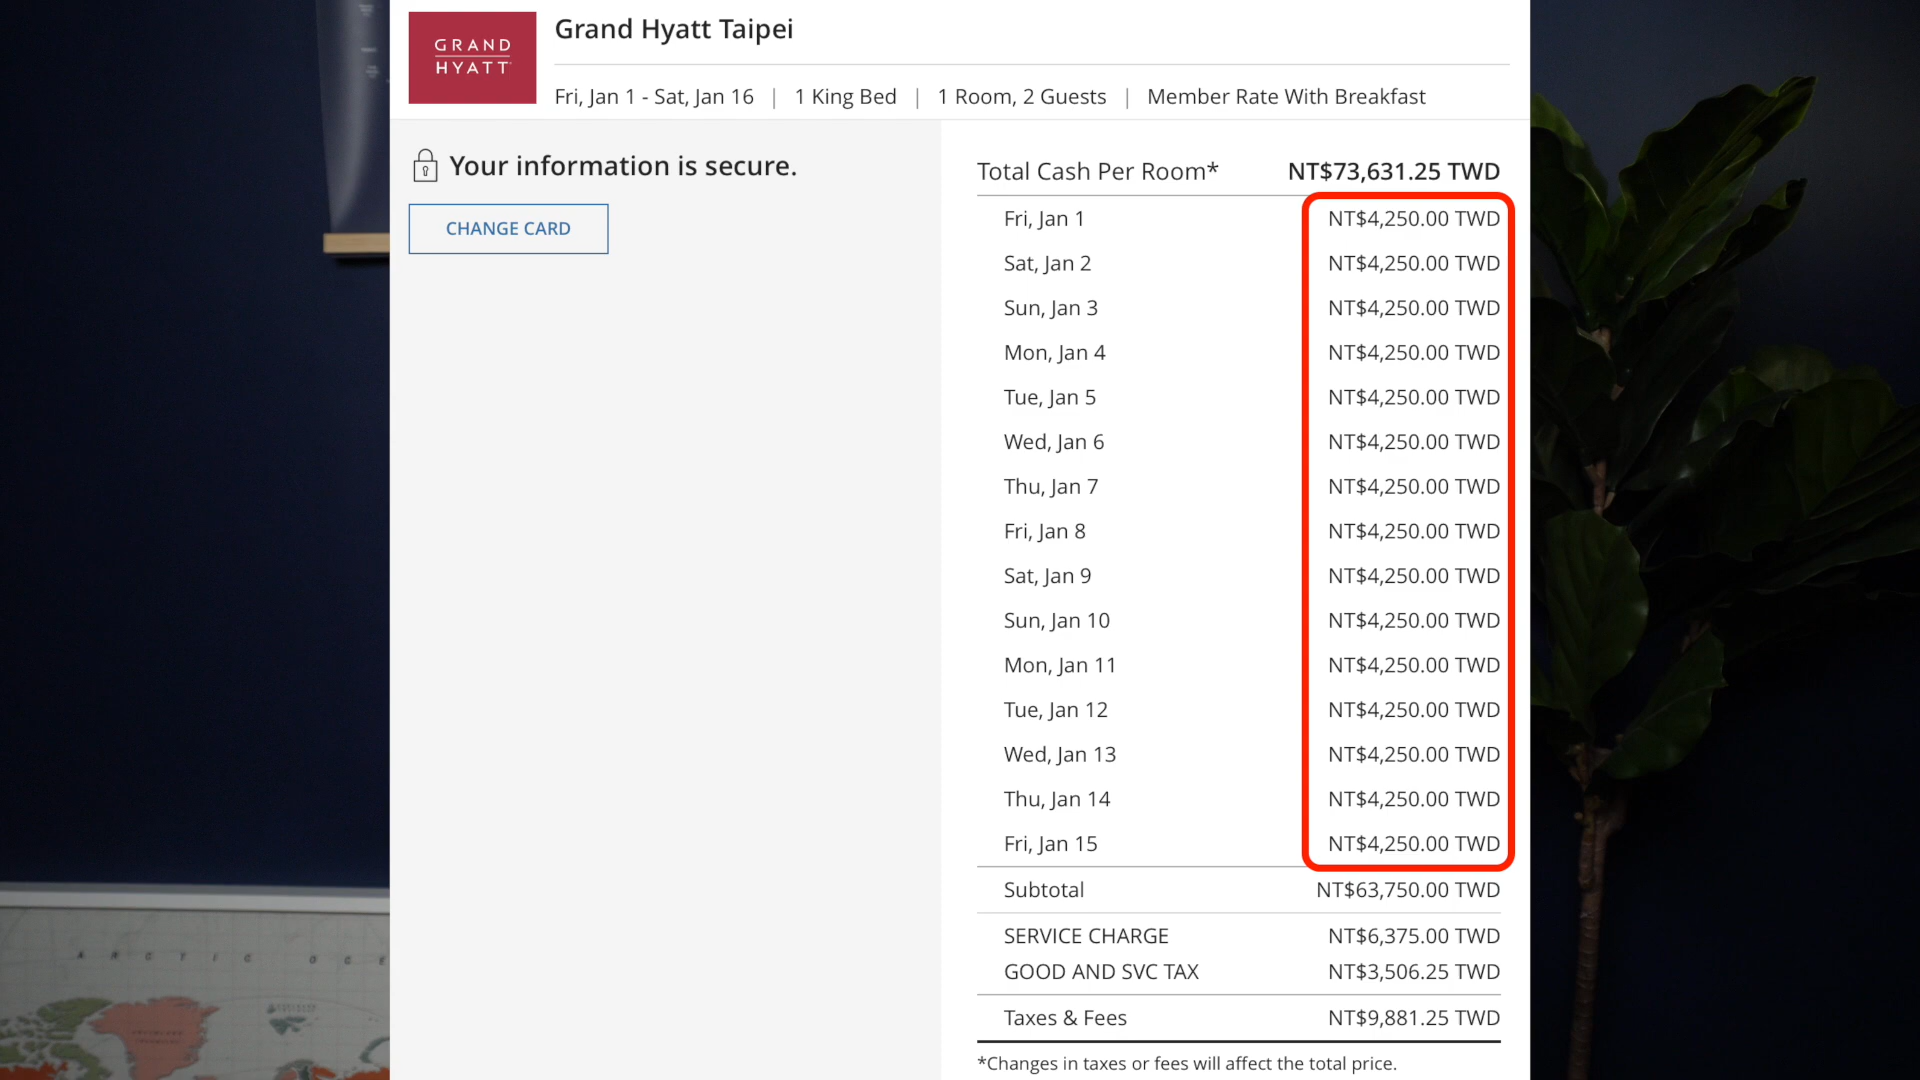 GRAND
HYATT
Grand Hyatt Taipei
Fri, Jan 1 - Sat, Jan 16 | 1 King Bed | 1 Room, 2 Guests | Member Rate With Breakfast
Your information is secure.
CHANGE CARD
Total Cash Per Room* NT$73,631.25 TWD
Fri, Jan 1 NT$4,250.00 TWD
Sat, Jan 2 NT$4,250.00 TWD
Sun, Jan 3 NT$4,250.00 TWD
Mon, Jan 4 NT$4,250.00 TWD
Tue, Jan 5 NT$4,250.00 TWD
Wed, Jan 6 NT$4,250.00 TWD
Thu, Jan 7 NT$4,250.00 TWD
Fri, Jan 8 NT$4,250.00 TWD
Sat, Jan 9 NT$4,250.00 TWD
Sun, Jan 10 NT$4,250.00 TWD
Mon, Jan 11 NT$4,250.00 TWD
Tue, Jan 12 NT$4,250.00 TWD
Wed, Jan 13 NT$4,250.00 TWD
Thu, Jan 14 NT$4,250.00 TWD
Fri, Jan 15 NT$4,250.00 TWD
Subtotal NT$63,750.00 TWD
SERVICE CHARGE NT$6,375.00 TWD
GOOD AND SVC TAX NT$3,506.25 TWD
Taxes & Fees NT$9,881.25 TWD
*Changes in taxes or fees will affect the total price.
ARCTIC OCE